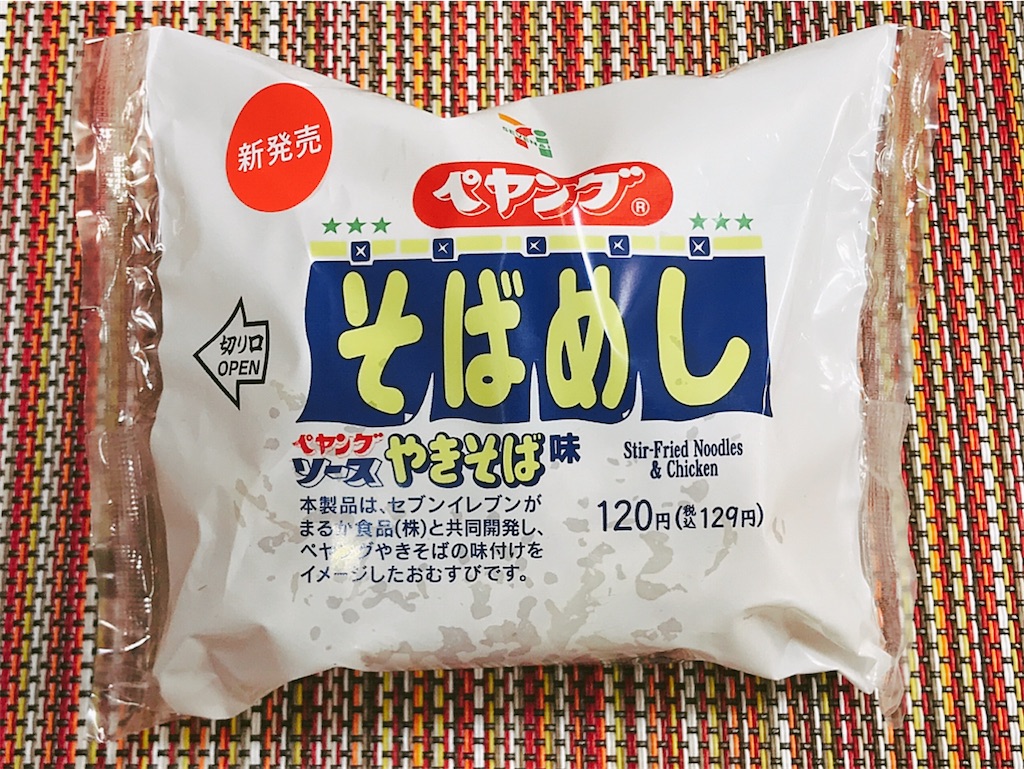 新発売
SEVEN
ペヤング®
そばめし
切り口
OPEN
ペヤング
ソース
やきそば味
Stir-Fried Noodles
& Chicken
本製品は、セブンイレブンが
まるか食品(株)と共同開発し、
ペヤングやきそばの味付けを
イメージしたおむすびです。
120円(税込129円)